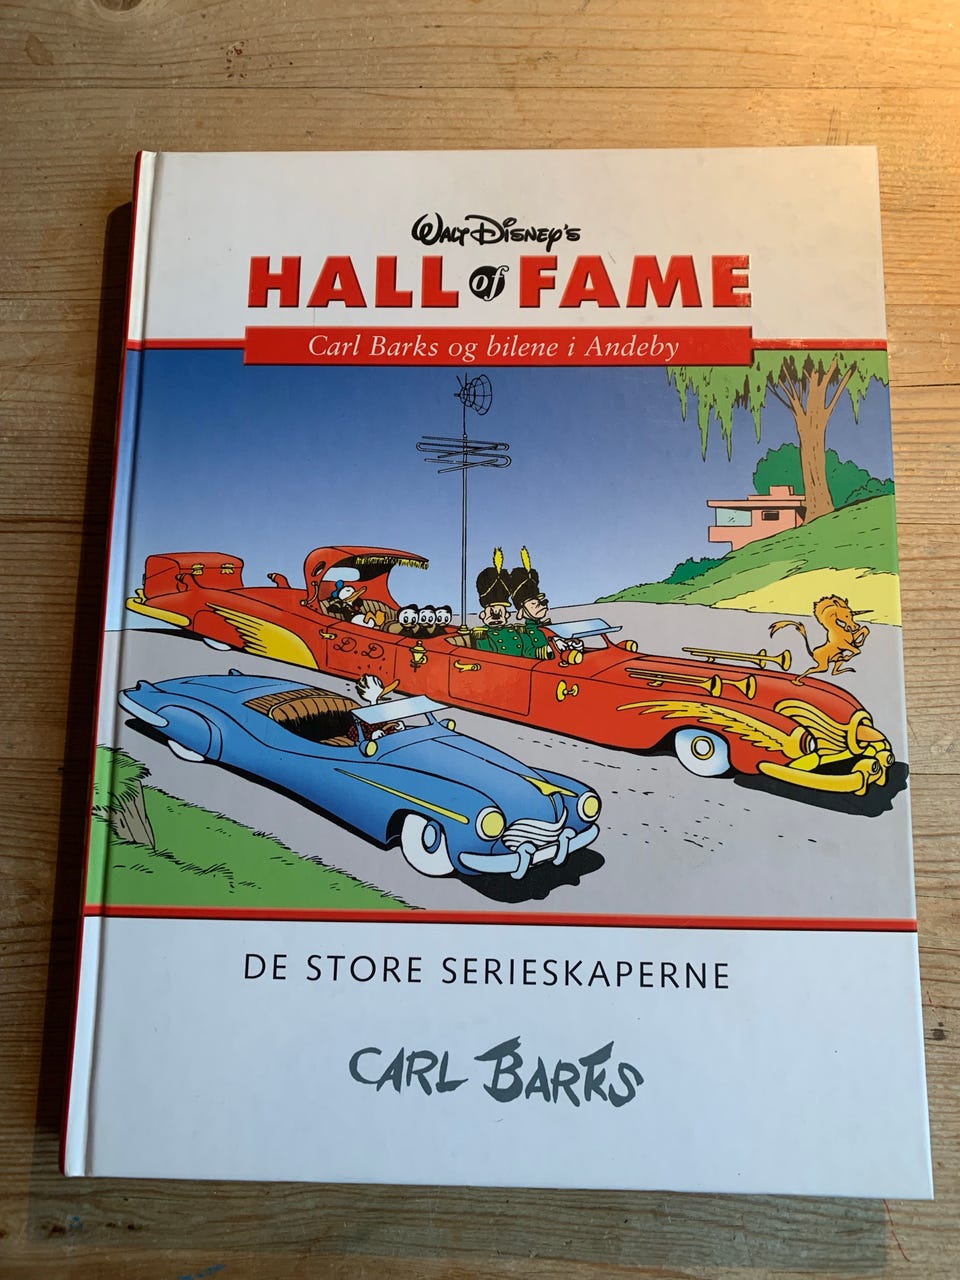 WALT DISNEY'S
HALL of FAME
Carl Barks og bilene i Andeby
D.D.
DE STORE SERIESKAPERNE
CARL BARKS